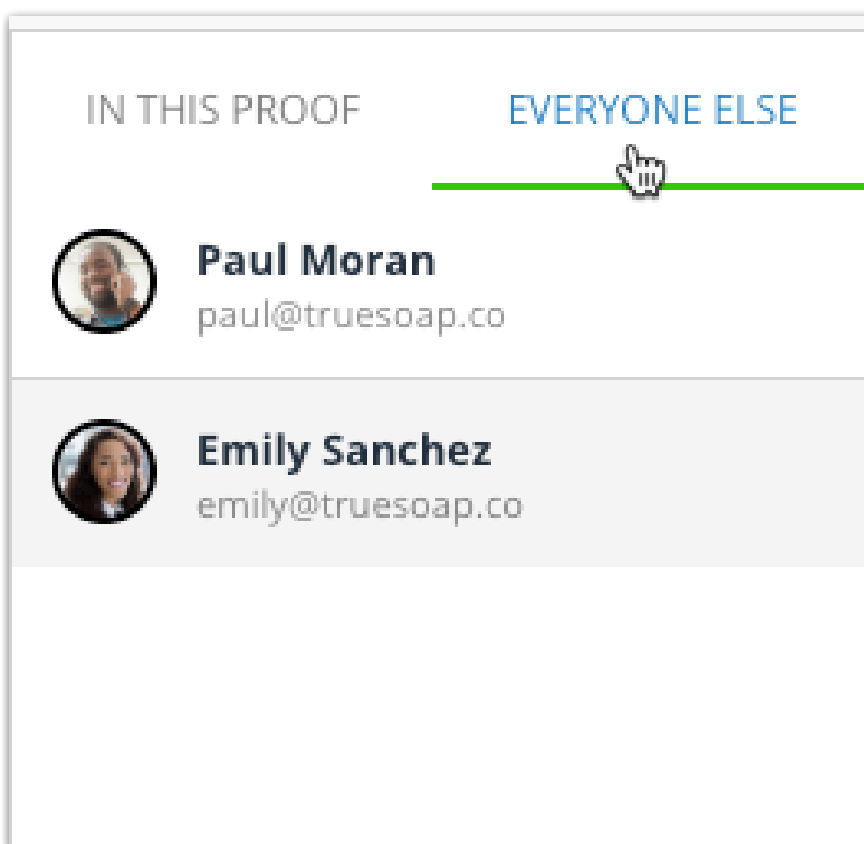 IN THIS PROOF EVERYONE ELSE
Paul Moran
paul@truesoap.co
Emily Sanchez
emily@truesoap.co